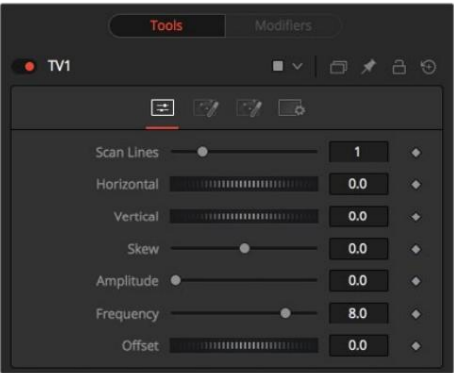 Tools Modifiers
TV1
Scan Lines 1
Horizontal 0.0
Vertical 0.0
Skew 0.0
Amplitude 0.0
Frequency 8.0
Offset 0.0